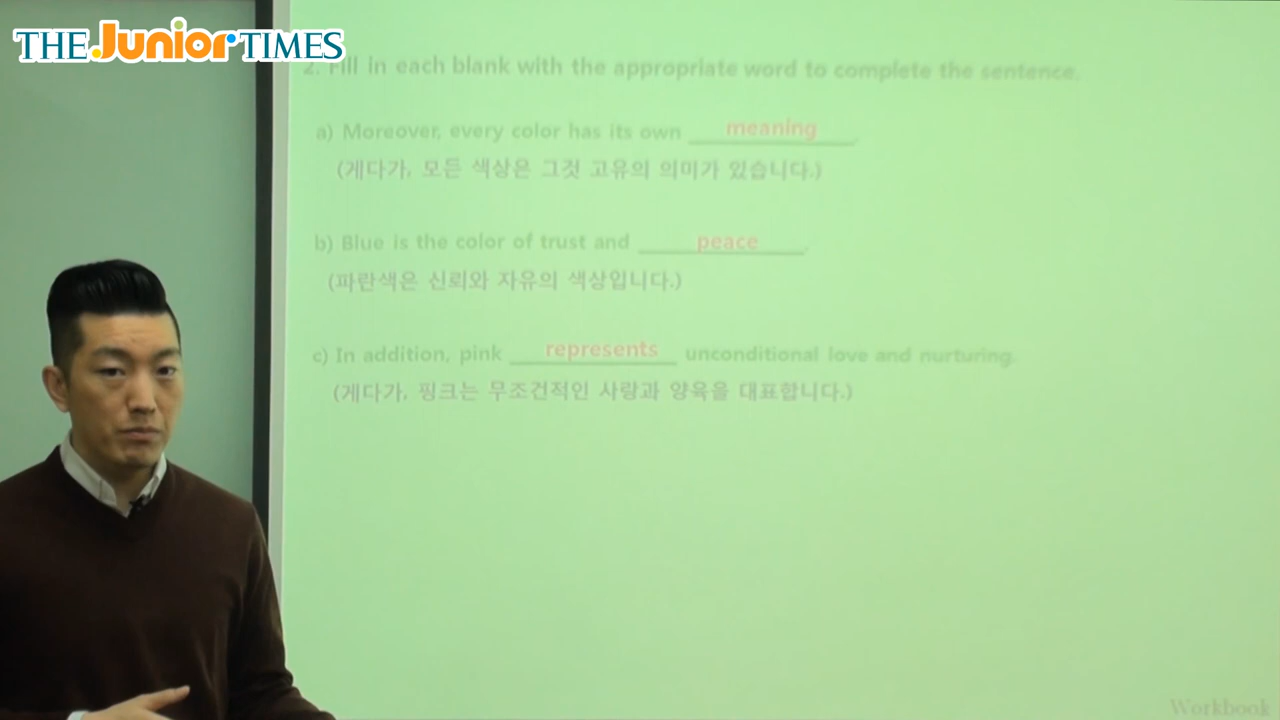 THE Junior TIMES
2. Fill in each blank with the appropriate word to complete the sentence.
a) Moreover, every color has its own meaning.
(게다가, 모든 색상은 그것 고유의 의미가 있습니다.)
b) Blue is the color of trust and peace.
(파란색은 신뢰와 자유의 색상입니다.)
c) In addition, pink represents unconditional love and nurturing.
(게다가, 핑크는 무조건적인 사랑과 양육을 대표합니다.)
Workbook